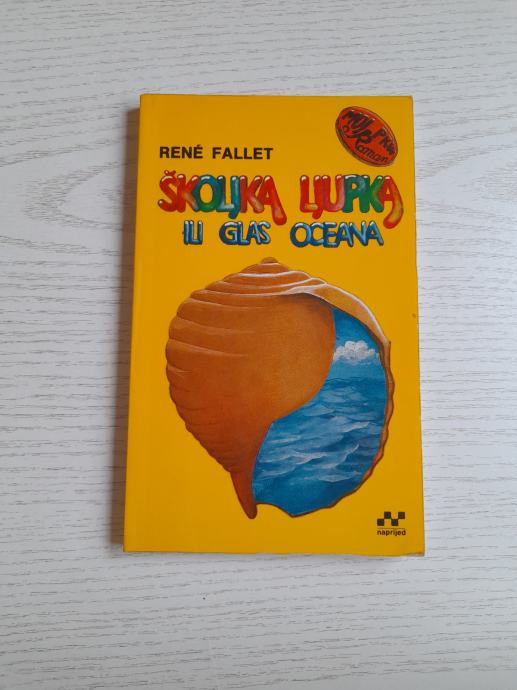 RENÉ FALLET
MOJ PRVI
Roman
ŠKOLJKA LJUPKA
ILI GLAS OCEANA
naprijed